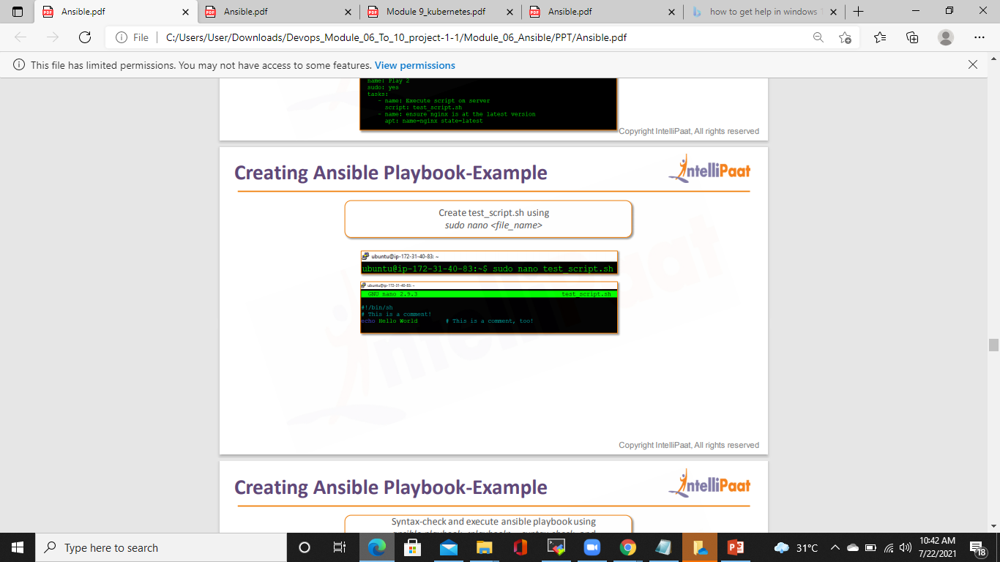 Ansible.pdf
Ansible.pdf
Module 9_kubernetes.pdf
Ansible.pdf
how to get help in windows
File
C:/Users/User/Downloads/Devops_Module_06_To_10_project-1-1/Module_06_Ansible/PPT/Ansible.pdf
This file has limited permissions. You may not have access to some features. View permissions
name: Play 2
sudo: yes
tasks:
- name: Execute script on server
script: test_script.sh
- name: ensure nginx is at the latest version
apt: name=nginx state=latest
Copyright IntelliPaat, All rights reserved
Creating Ansible Playbook-Example
IntelliPaat
Create test_script.sh using
sudo nano <file_name>
ubuntu@ip-172-31-40-83: ~
ubuntu@ip-172-31-40-83:~$ sudo nano test_script.sh
ubuntu@ip-172-31-40-83: ~
GNU nano 2.9.3 test_script.sh
#!/bin/sh
# This is a comment!
echo Hello World # This is a comment, too!
Copyright IntelliPaat, All rights reserved
Creating Ansible Playbook-Example
IntelliPaat
Syntax-check and execute ansible playbook using
Type here to search
31°C
10:42 AM
7/22/2021
18